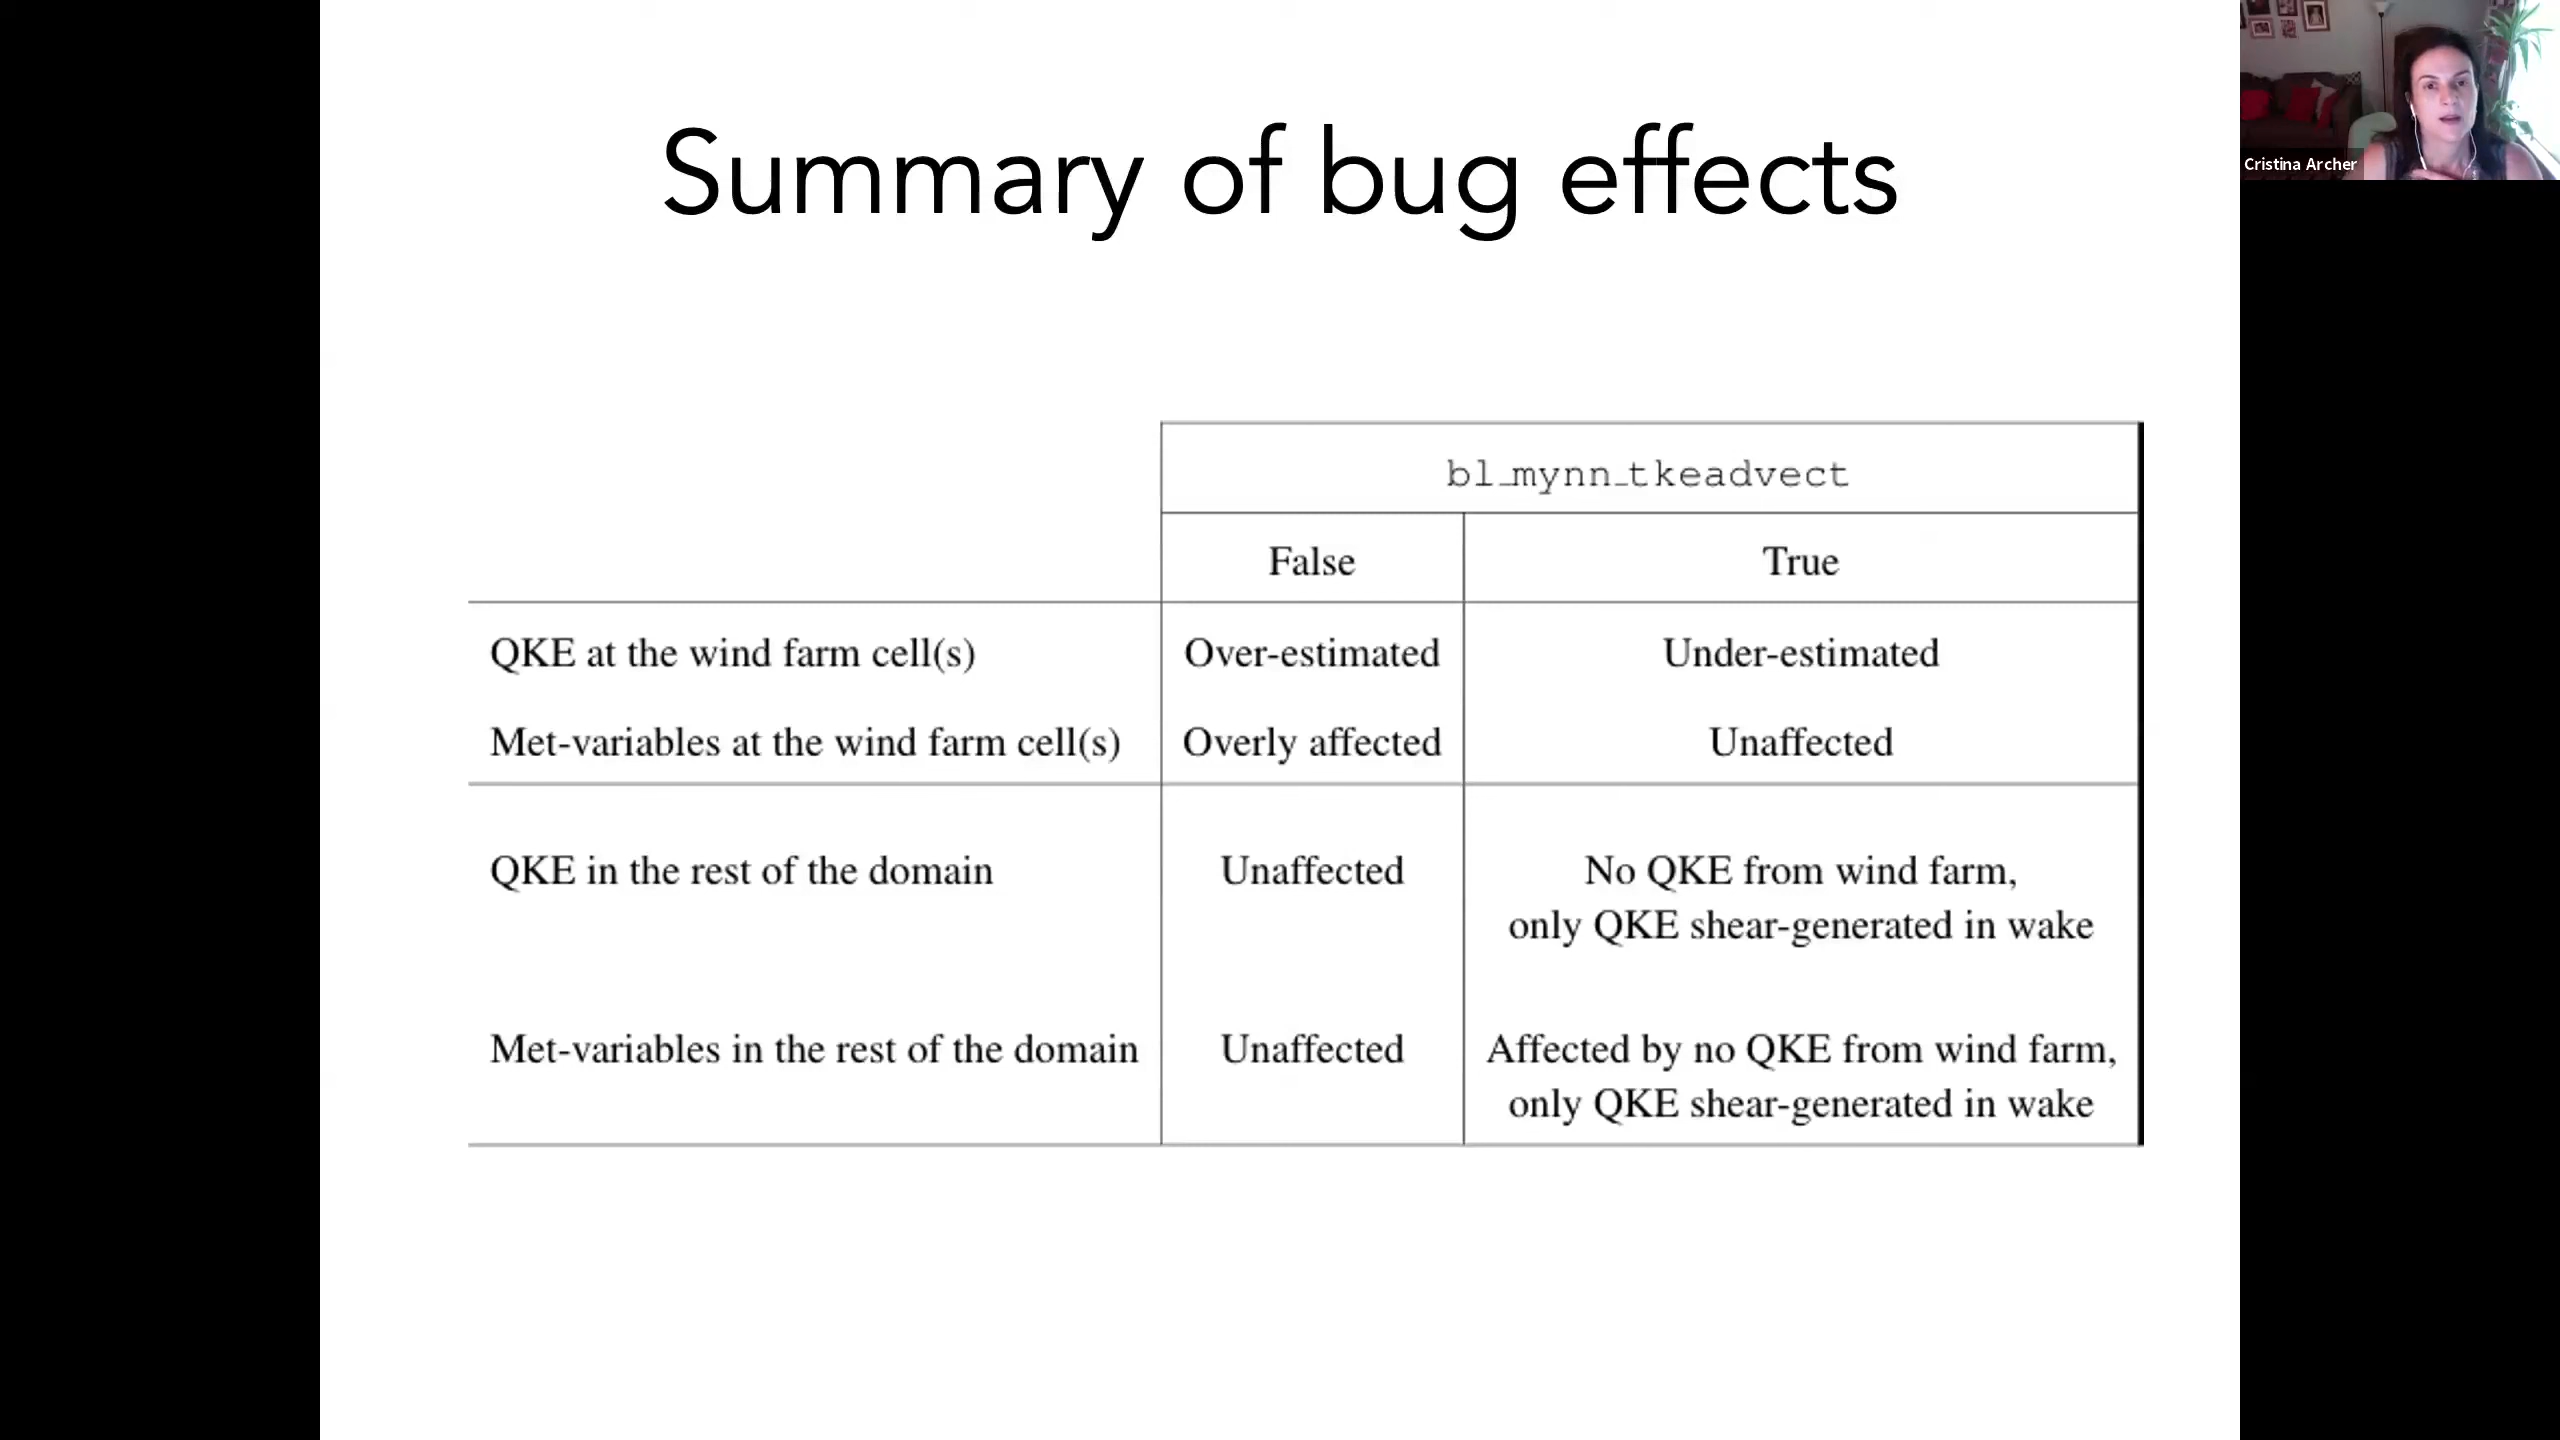 Summary of bug effects
Cristina Archer
bl_mynn_tkeadvect
False True
QKE at the wind farm cell(s) Over-estimated Under-estimated
Met-variables at the wind farm cell(s) Overly affected Unaffected
QKE in the rest of the domain Unaffected No QKE from wind farm,
only QKE shear-generated in wake
Met-variables in the rest of the domain Unaffected Affected by no QKE from wind farm,
only QKE shear-generated in wake